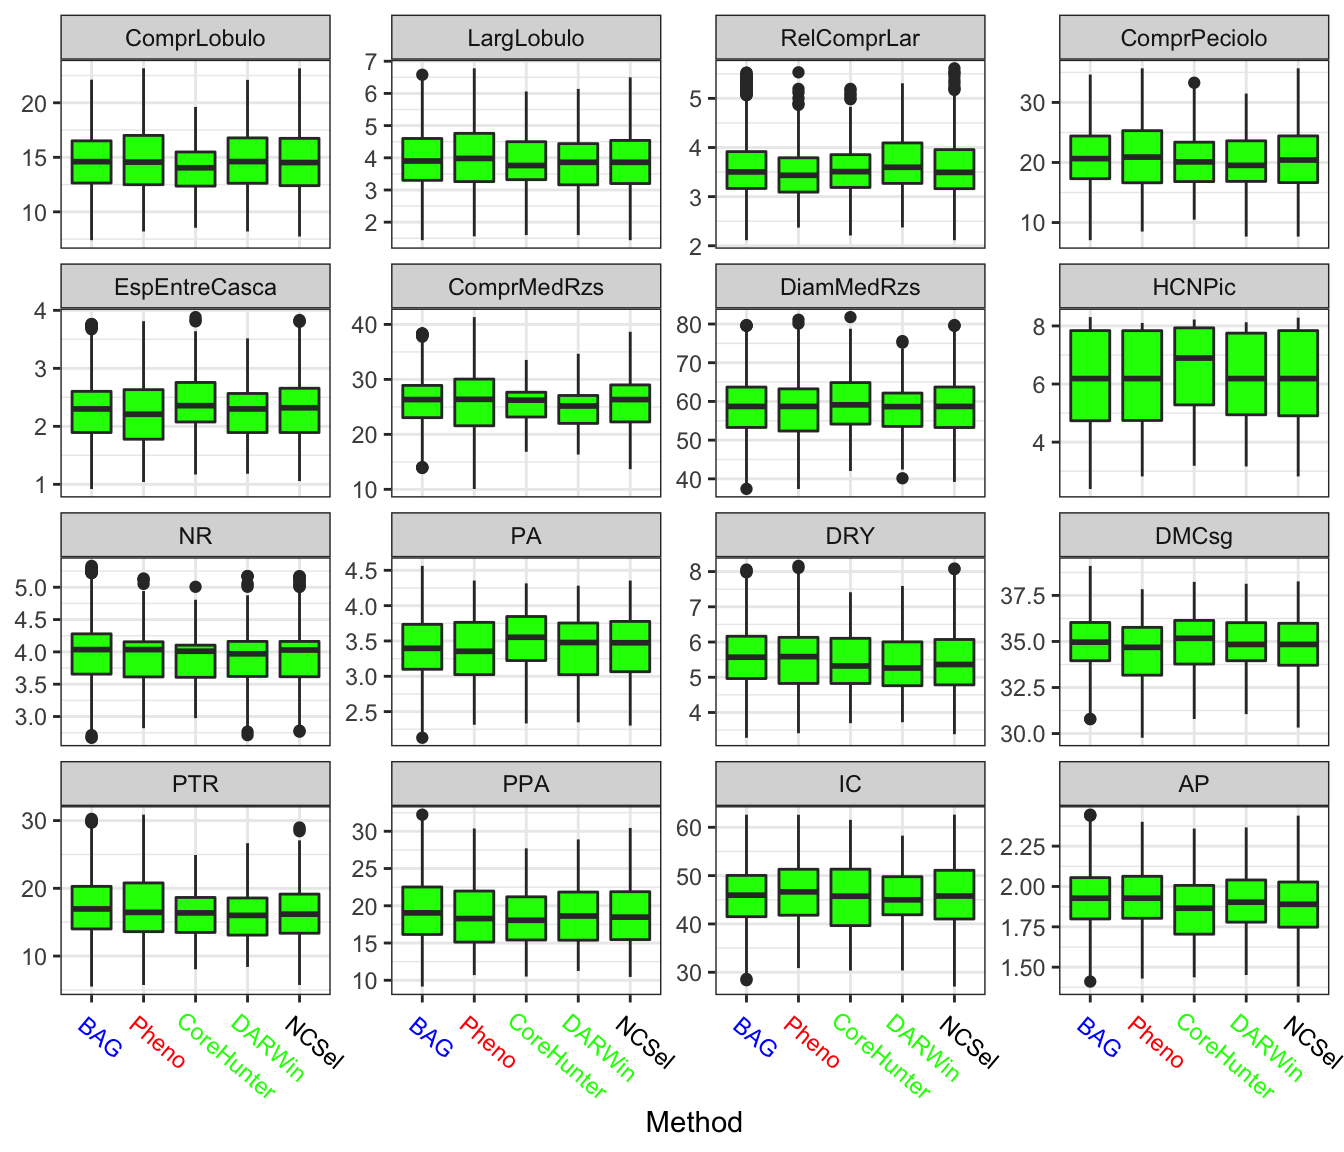 ComprLobulo LargLobulo RelComprLar ComprPeciolo
20 15 10
7 6 5 4 3 2
5 4 3 2
30 20 10
EspEntreCasca ComprMedRzs DiamMedRzs HCNPic
4 3 2 1
40 30 20 10
80 70 60 50 40
8 6 4
NR PA DRY DMCsg
5.0 4.5 4.0 3.5 3.0
4.5 4.0 3.5 3.0 2.5
8 7 6 5 4
37.5 35.0 32.5 30.0
PTR PPA IC AP
30 20 10
30 25 20 15 10
60 50 40 30
2.25 2.00 1.75 1.50
BAG Pheno CoreHunter DARWin NCSel
BAG Pheno CoreHunter DARWin NCSel
BAG Pheno CoreHunter DARWin NCSel
BAG Pheno CoreHunter DARWin NCSel
Method